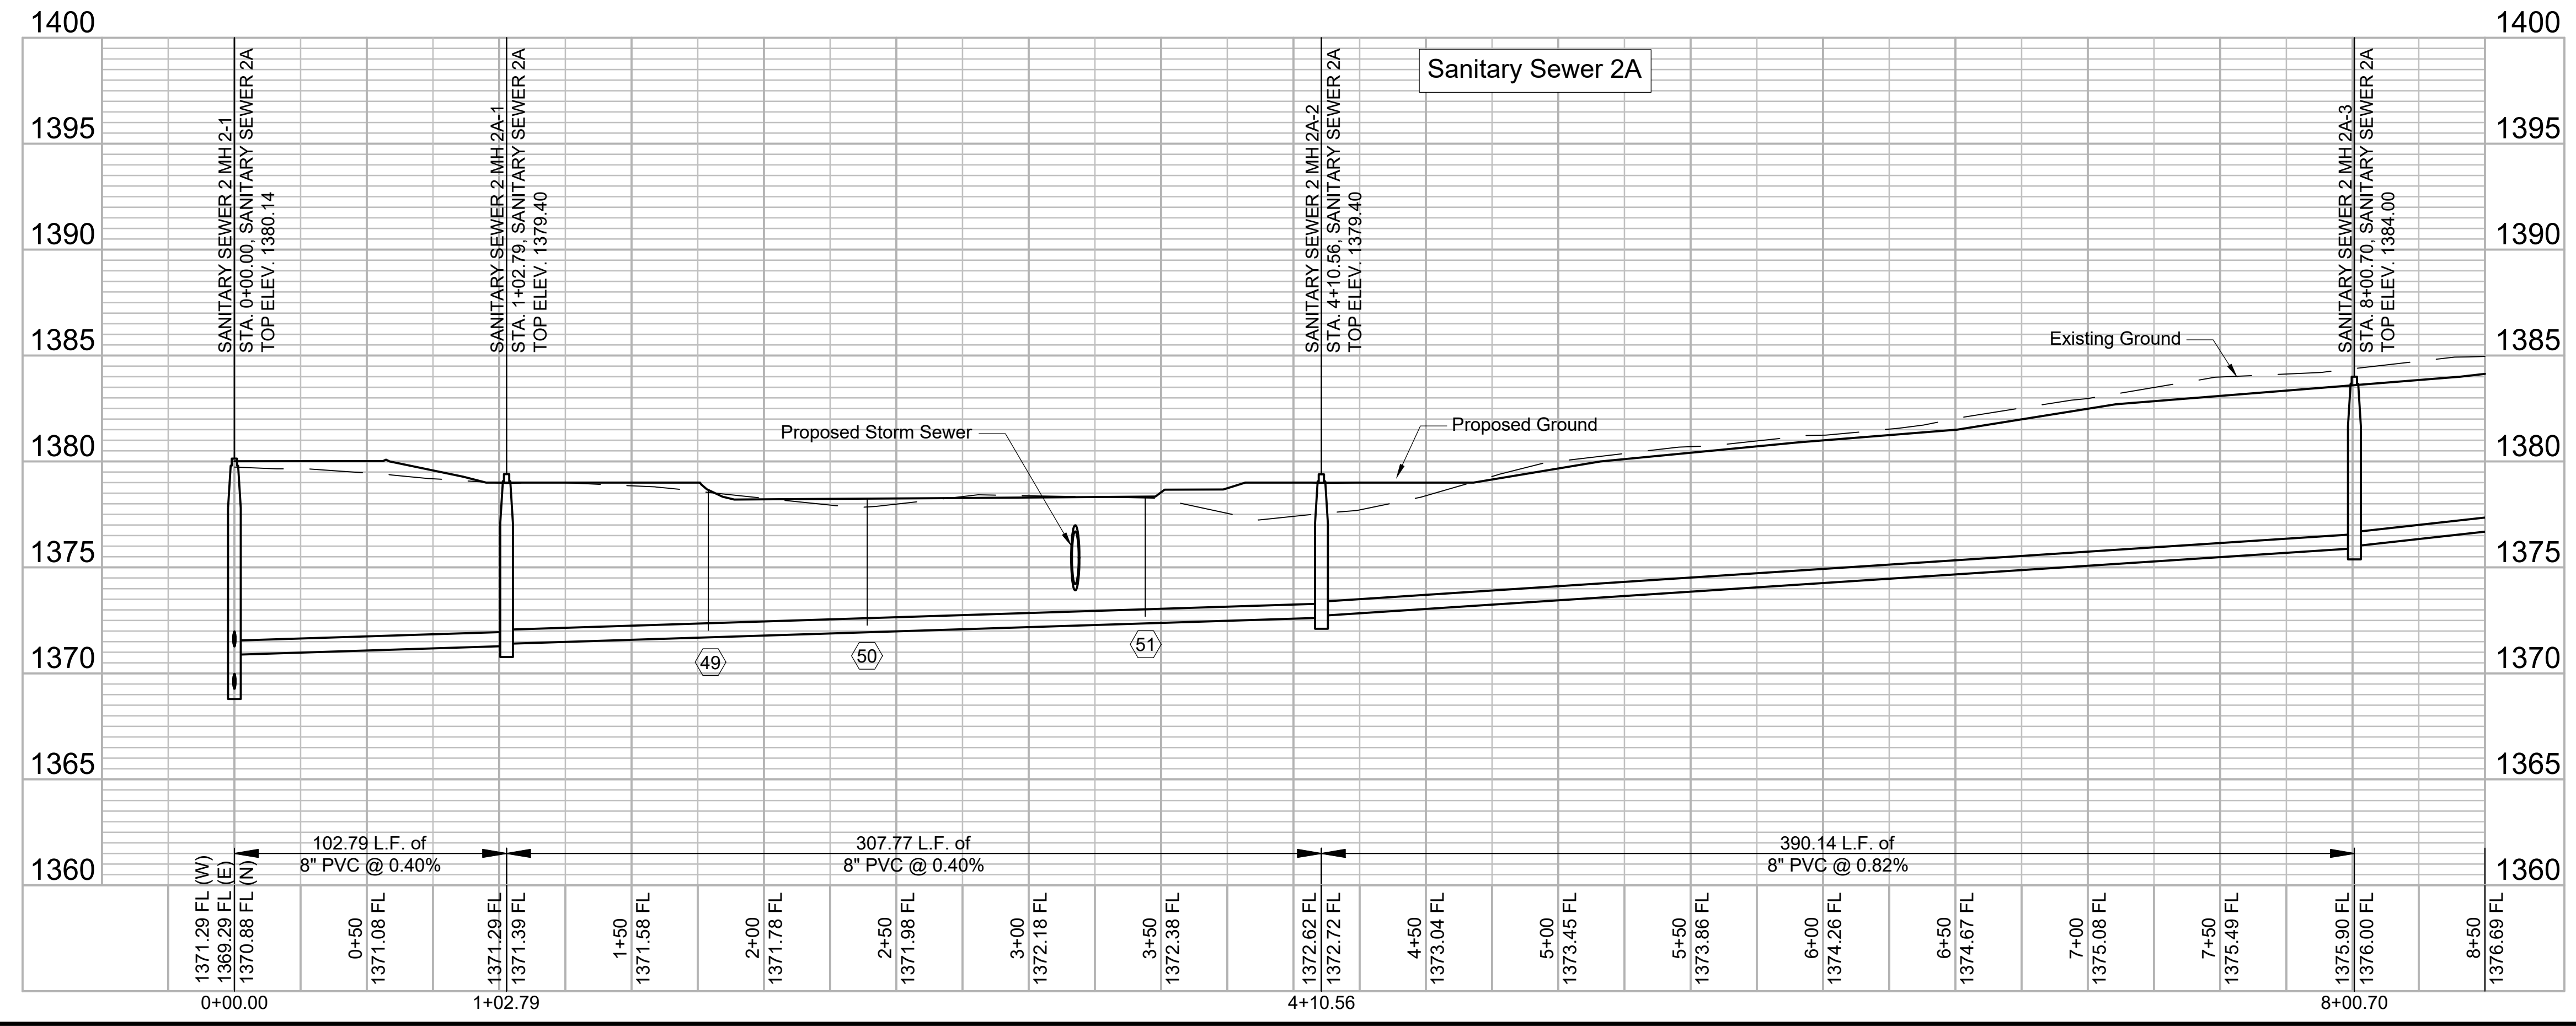 1400
1400
Sanitary Sewer 2A
1395
1395
1390
1390
1385
1385
1380
1380
1375
1375
1370
1370
1365
1365
1360
1360
SANITARY SEWER 2 MH 2-1
STA. 0+00.00, SANITARY SEWER 2A
TOP ELEV. 1380.14
SANITARY SEWER 2 MH 2A-1
STA. 1+02.79, SANITARY SEWER 2A
TOP ELEV. 1379.40
SANITARY SEWER 2 MH 2A-2
STA. 4+10.56, SANITARY SEWER 2A
TOP ELEV. 1379.40
SANITARY SEWER 2 MH 2A-3
STA. 8+00.70, SANITARY SEWER 2A
TOP ELEV. 1384.00
Existing Ground
Proposed Ground
Proposed Storm Sewer
49
50
51
102.79 L.F. of
8" PVC @ 0.40%
307.77 L.F. of
8" PVC @ 0.40%
390.14 L.F. of
8" PVC @ 0.82%
1371.29 FL (W)
1369.29 FL (E)
1370.88 FL (N)
0+50
1371.08 FL
1371.29 FL
1371.39 FL
1+50
1371.58 FL
2+00
1371.78 FL
2+50
1371.98 FL
3+00
1372.18 FL
3+50
1372.38 FL
1372.62 FL
1372.72 FL
4+50
1373.04 FL
5+00
1373.45 FL
5+50
1373.86 FL
6+00
1374.26 FL
6+50
1374.67 FL
7+00
1375.08 FL
7+50
1375.49 FL
1375.90 FL
1376.00 FL
8+50
1376.69 FL
0+00.00
1+02.79
4+10.56
8+00.70